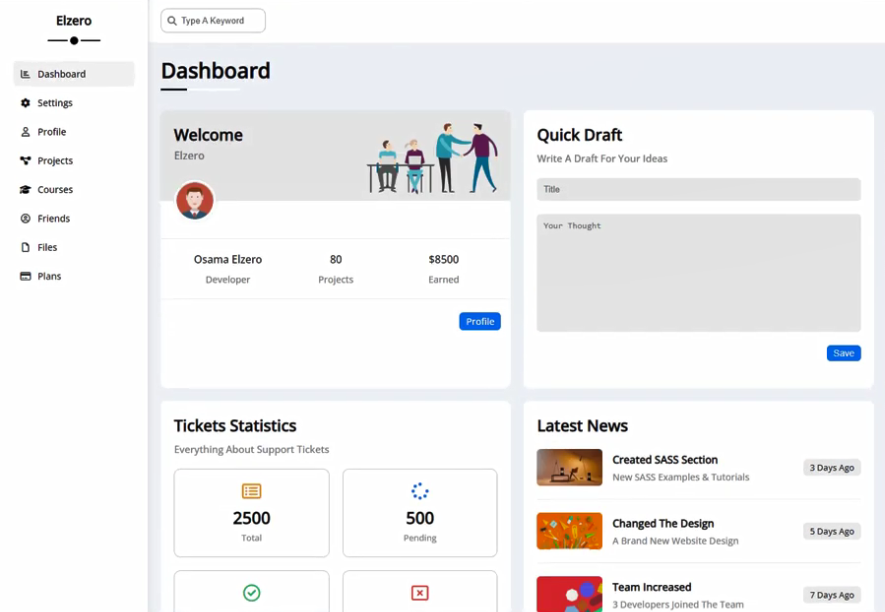 Elzero
Dashboard
Settings
Profile
Projects
Courses
Friends
Files
Plans
Type A Keyword
Dashboard
Welcome
Elzero
Osama Elzero
Developer
80
Projects
$8500
Earned
Profile
Quick Draft
Write A Draft For Your Ideas
Title
Your Thought
Save
Tickets Statistics
Everything About Support Tickets
2500
Total
500
Pending
Latest News
Created SASS Section
New SASS Examples & Tutorials
3 Days Ago
Changed The Design
A Brand New Website Design
5 Days Ago
Team Increased
3 Developers Joined The Team
7 Days Ago